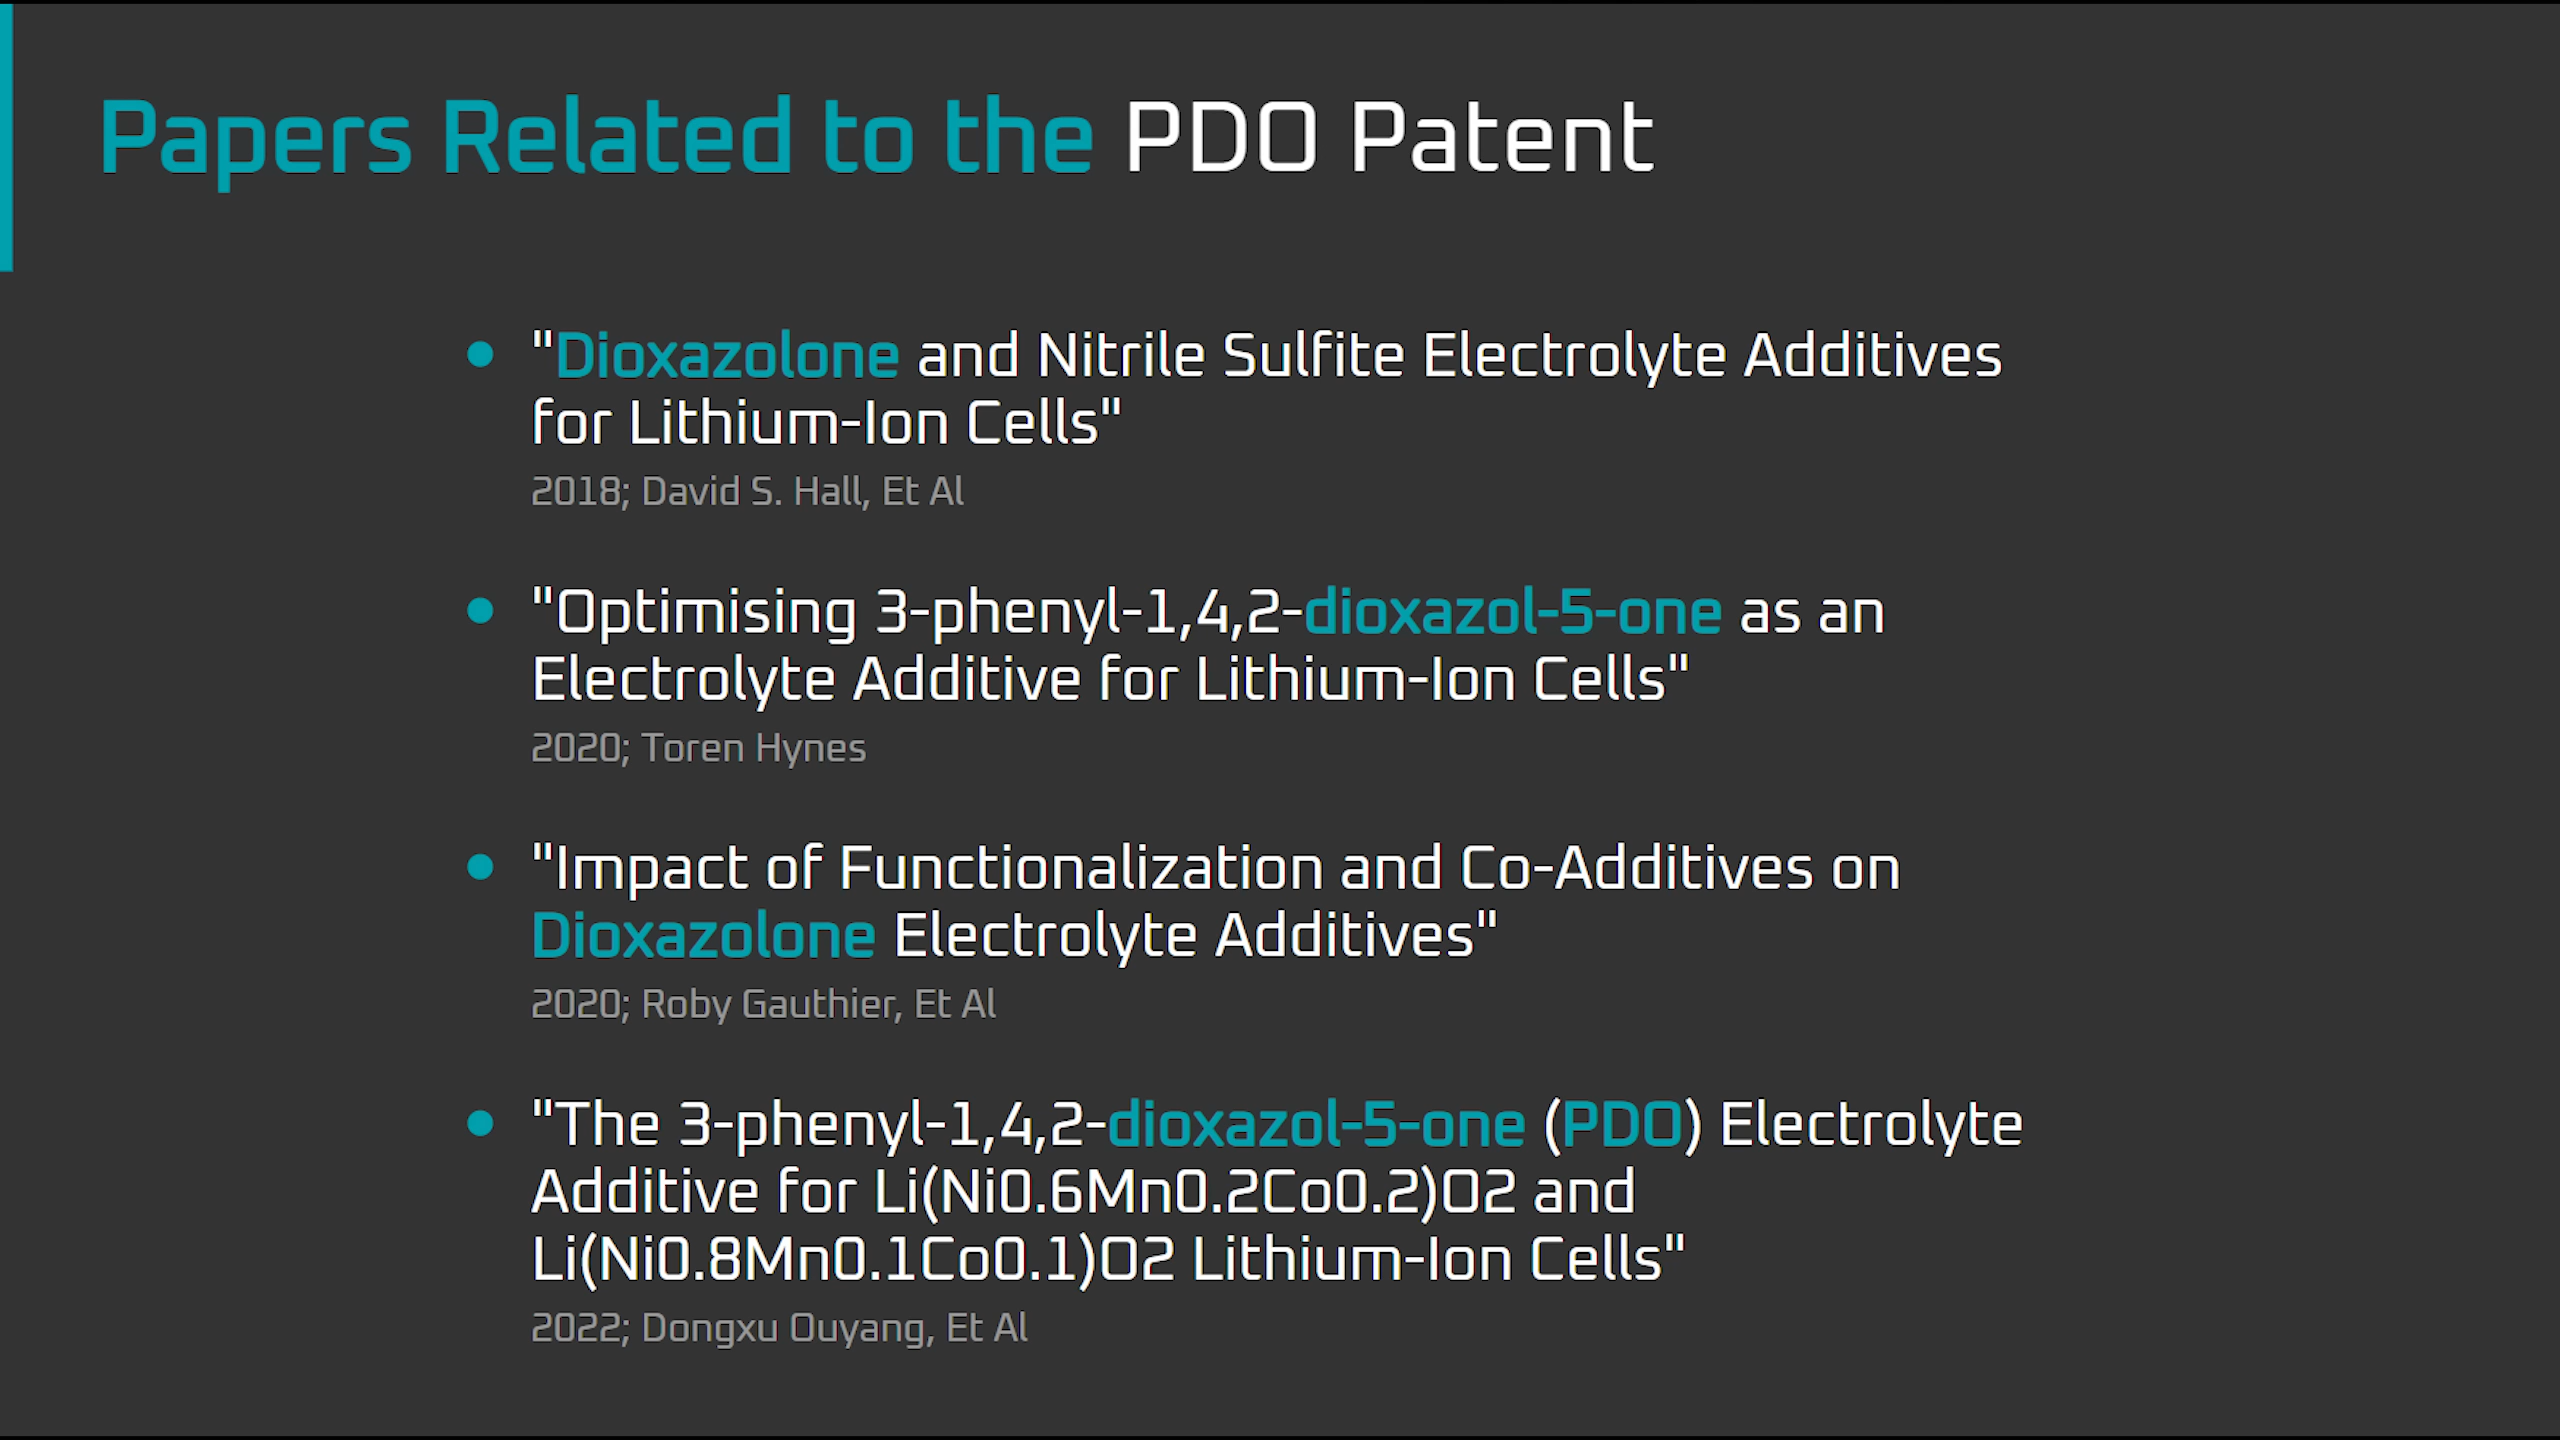 Papers Related to the PDO Patent
"Dioxazolone and Nitrile Sulfite Electrolyte Additives
for Lithium-Ion Cells"
2018; David S. Hall, Et Al
"Optimising 3-phenyl-1,4,2-dioxazol-5-one as an
Electrolyte Additive for Lithium-Ion Cells"
2020; Toren Hynes
"Impact of Functionalization and Co-Additives on
Dioxazolone Electrolyte Additives"
2020; Roby Gauthier, Et Al
"The 3-phenyl-1,4,2-dioxazol-5-one (PDO) Electrolyte
Additive for Li(Ni0.6Mn0.2Co0.2)O2 and
Li(Ni0.8Mn0.1Co0.1)O2 Lithium-Ion Cells"
2022; Dongxu Ouyang, Et Al